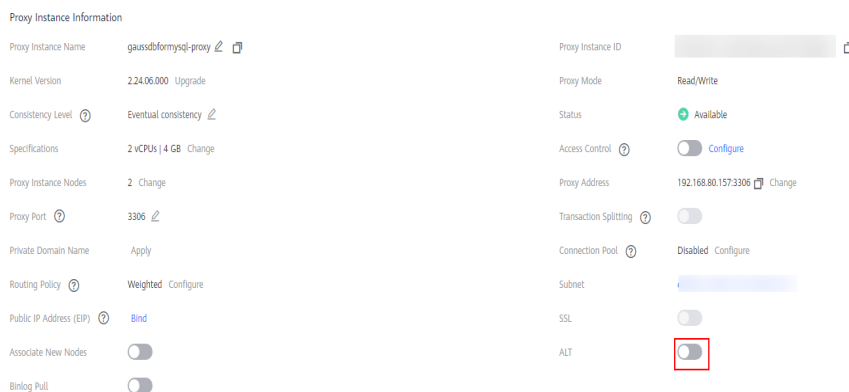 Proxy Instance Information
Proxy Instance Name gaussdbformysql-proxy Proxy Instance ID
Kernel Version 2.24.06.000 Upgrade Proxy Mode Read/Write
Consistency Level Eventual consistency Status Available
Specifications 2 vCPUs | 4 GB Change Access Control Configure
Proxy Instance Nodes 2 Change Proxy Address 192.168.80.157:3306 Change
Proxy Port 3306 Transaction Splitting
Private Domain Name Apply Connection Pool Disabled Configure
Routing Policy Weighted Configure Subnet
Public IP Address (EIP) Bind SSL
Associate New Nodes ALT
Binlog Pull